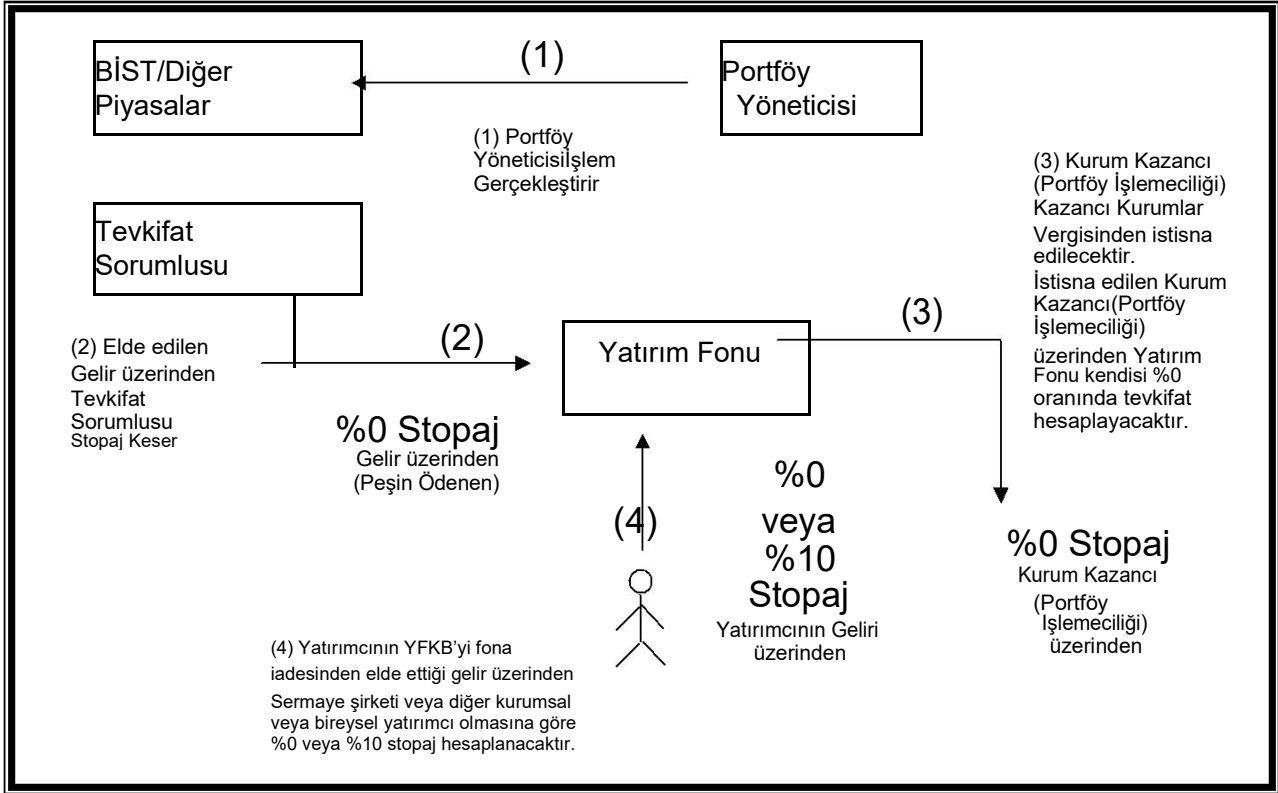 BİST/Diğer
Piyasalar
(1)
Portföy
Yöneticisi
(1) Portföy
Yöneticisiİşlem
Gerçekleştirir
(3) Kurum Kazancı
(Portföy İşlemeciliği)
Kazancı Kurumlar
Vergisinden istisna
edilecektir.
İstisna edilen Kurum
Kazancı(Portföy
İşlemeciliği)
üzerinden Yatırım
Fonu kendisi %0
oranında tevkifat
hesaplayacaktır.
Tevkifat
Sorumlusu
(2) Elde edilen
Gelir üzerinden
Tevkifat
Sorumlusu
Stopaj Keser
(2)
Yatırım Fonu
(3)
%0 Stopaj
Gelir üzerinden
(Peşin Ödenen)
(4)
%0
veya
%10
Stopaj
Yatırımcının Geliri
üzerinden
%0 Stopaj
Kurum Kazancı
(Portföy
İşlemeciliği)
üzerinden
(4) Yatırımcının YFKB’yi fona
iadesinden elde ettiği gelir üzerinden
Sermaye şirketi veya diğer kurumsal
veya bireysel yatırımcı olmasına göre
%0 veya %10 stopaj hesaplanacaktır.